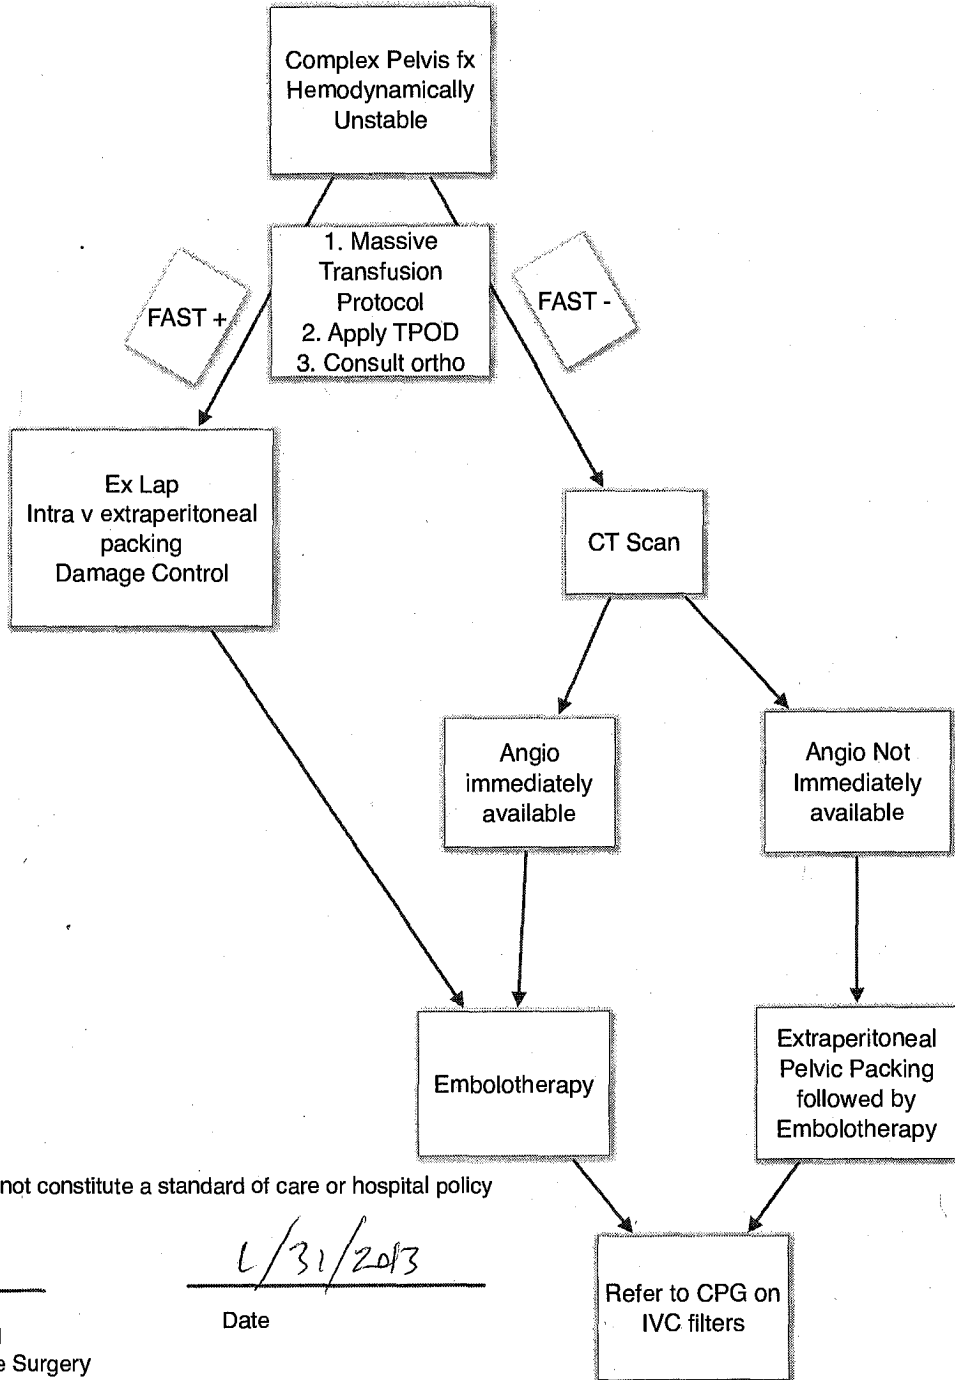 Complex Pelvis fx
Hemodynamically
Unstable
1. Massive
Transfusion
Protocol
2. Apply TPOD
3. Consult ortho
FAST +
FAST -
Ex Lap
Intra v extraperitoneal
packing
Damage Control
CT Scan
Angio
immediately
available
Angio Not
Immediately
available
Embolotherapy
Extraperitoneal
Pelvic Packing
followed by
Embolotherapy
not constitute a standard of care or hospital policy
/31/2013
Date
e Surgery
Refer to CPG on
IVC filters